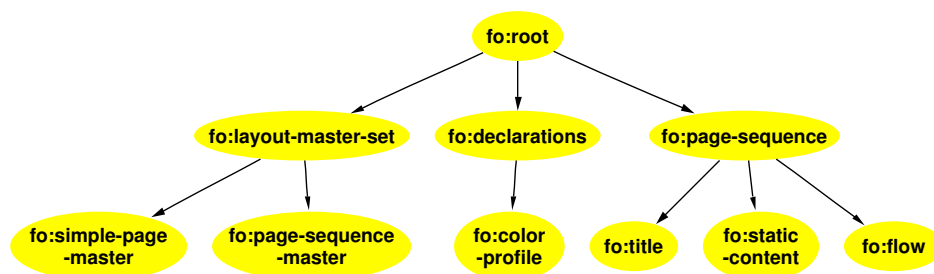 fo:root
fo:layout-master-set
fo:declarations
fo:page-sequence
fo:simple-page
-master
fo:page-sequence
-master
fo:color
-profile
fo:title
fo:static
-content
fo:flow